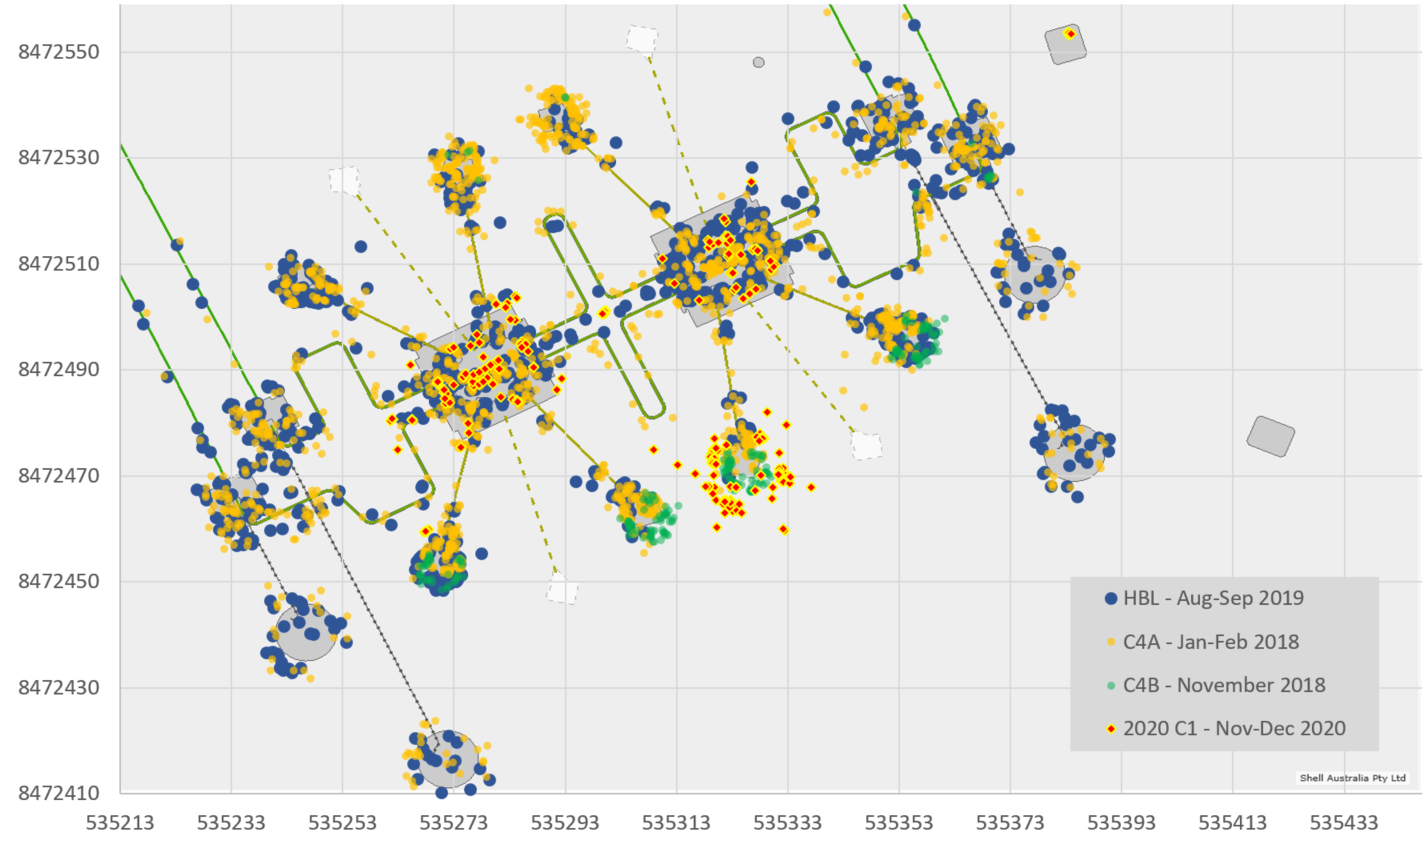 8472550
8472530
8472510
8472490
8472470
8472450
8472430
8472410
HBL - Aug-Sep 2019
C4A - Jan-Feb 2018
C4B - November 2018
2020 C1 - Nov-Dec 2020
Shell Australia Pty Ltd
535213 535233 535253 535273 535293 535313 535333 535353 535373 535393 535413 535433